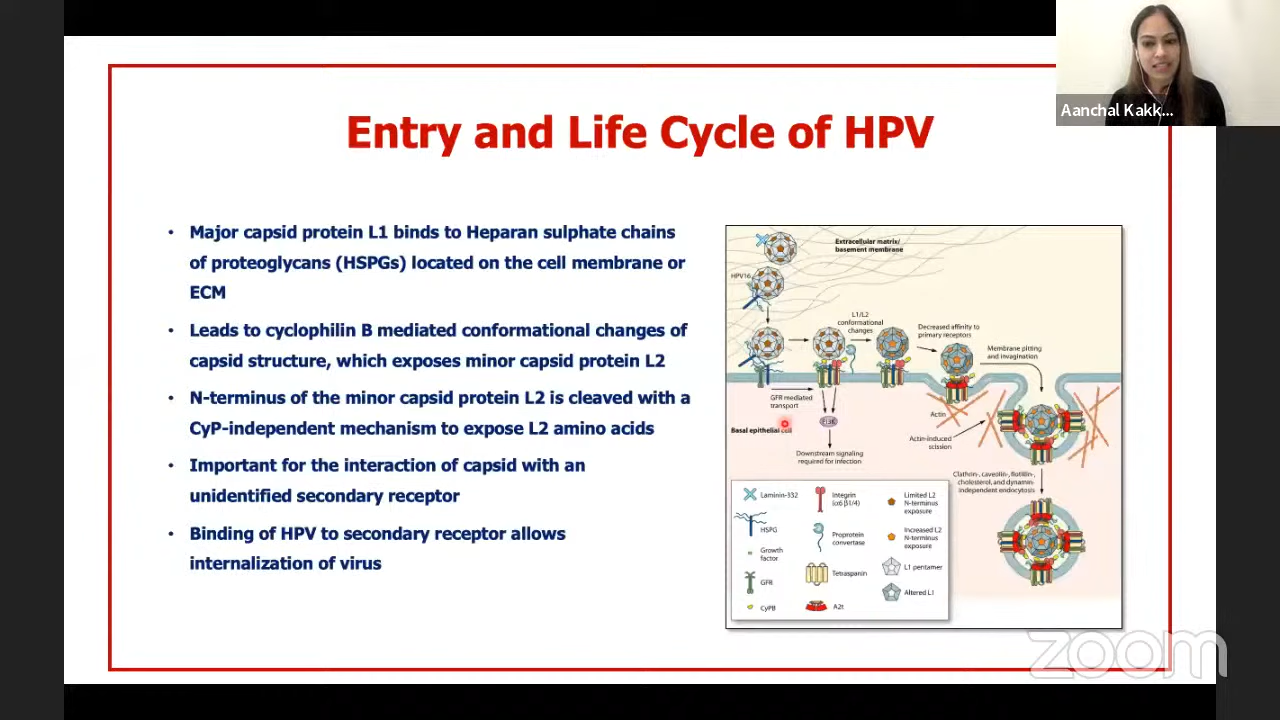 Aanchal Kakk...
Entry and Life Cycle of HPV
• Major capsid protein L1 binds to Heparan sulphate chains
of proteoglycans (HSPGs) located on the cell membrane or
ECM
• Leads to cyclophilin B mediated conformational changes of
capsid structure, which exposes minor capsid protein L2
• N-terminus of the minor capsid protein L2 is cleaved with a
CyP-independent mechanism to expose L2 amino acids
• Important for the interaction of capsid with an
unidentified secondary receptor
• Binding of HPV to secondary receptor allows
internalization of virus
Extracellular matrix/
basement membrane
HPV16
L1/L2
conformational
changes
Decreased affinity to
primary receptors
Membrane pitting
and invagination
GFR mediated
transport
Basal epithelial cell
PI3K
Downstream signaling
required for infection
Actin
Actin-induced
scission
Clathrin-, caveolin-, flotillin-,
cholesterol, and dynamin
independent endocytosis
Laminin-332
HSPG
Growth
factor
GFR
CyPB
Integrin
(α6 β1/4)
Proprotein
convertase
Tetraspanin
A2t
Limited L2
N-terminus
exposure
Increased L2
N-terminus
exposure
L1 pentamer
Altered L1
zoom